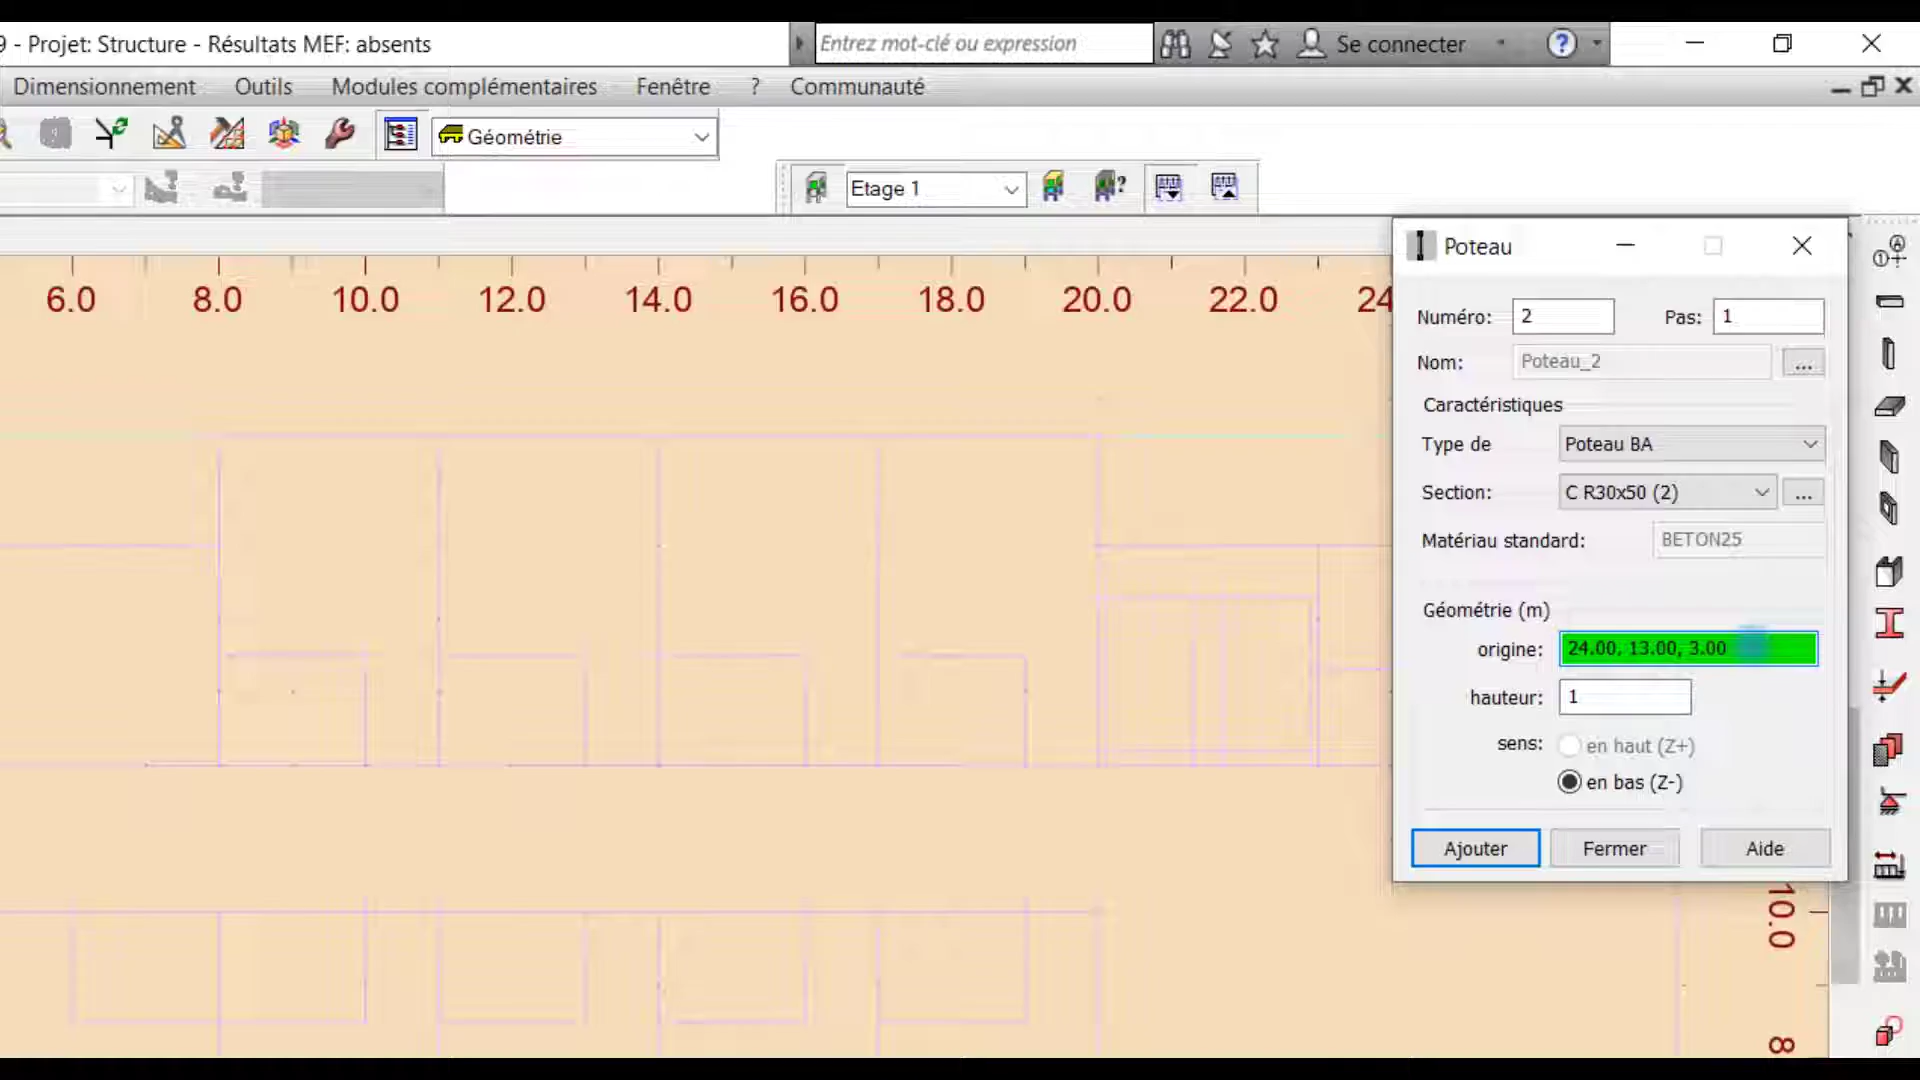 9 - Projet: Structure - Résultats MEF: absents
Entrez mot-clé ou expression
Se connecter
?
Dimensionnement Outils Modules complémentaires Fenêtre ? Communauté
Géométrie
Etage 1
?
Poteau
6.0 8.0 10.0 12.0 14.0 16.0 18.0 20.0 22.0 24
Numéro: 2 Pas: 1
Nom: Poteau_2 ...
Caractéristiques
Type de Poteau BA
Section: C R30x50 (2) ...
Matériau standard: BETON25
Géométrie (m)
origine: 24.00, 13.00, 3.00
hauteur: 1
sens: en haut (Z+)
en bas (Z-)
Ajouter Fermer Aide
10.0
8